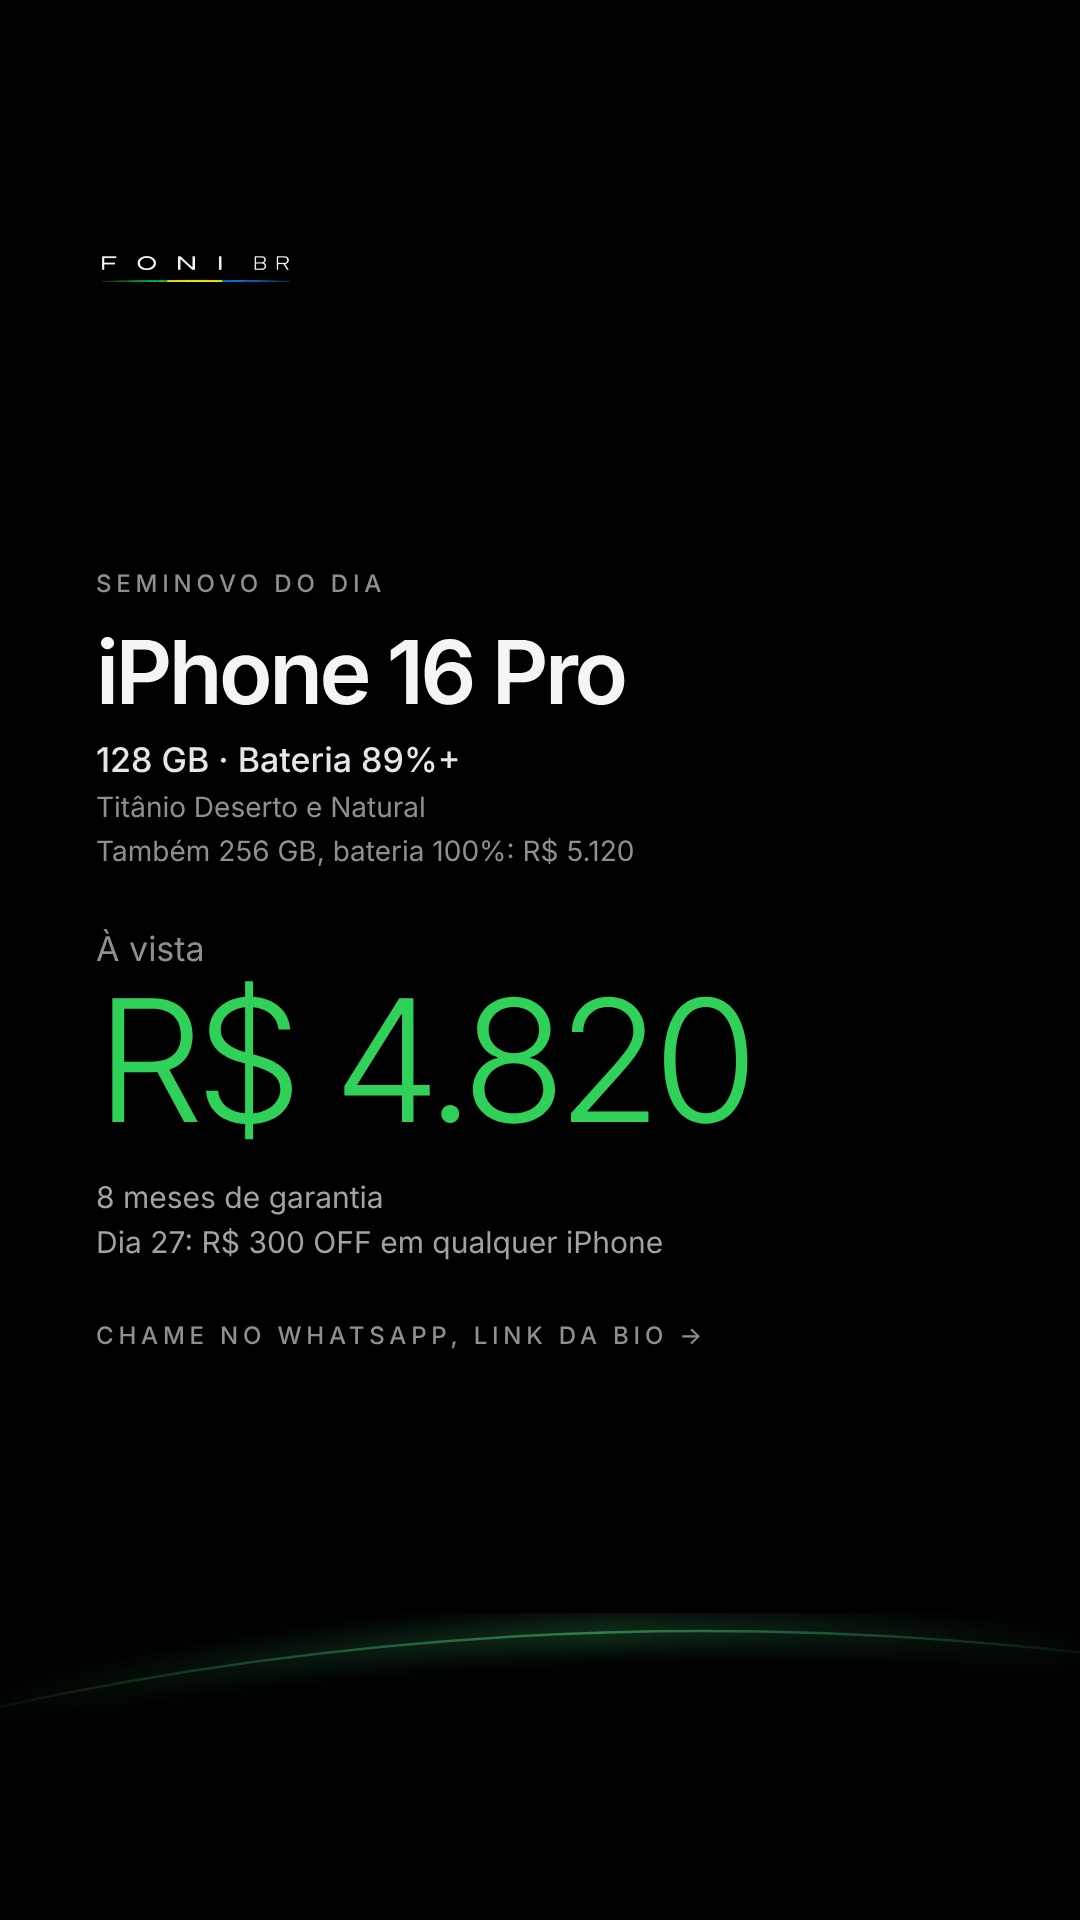 FONI BR
SEMINOVO DO DIA
iPhone 16 Pro
128 GB · Bateria 89%+
Titânio Deserto e Natural
Também 256 GB, bateria 100%: R$ 5.120
À vista
R$ 4.820
8 meses de garantia
Dia 27: R$ 300 OFF em qualquer iPhone
CHAME NO WHATSAPP, LINK DA BIO →